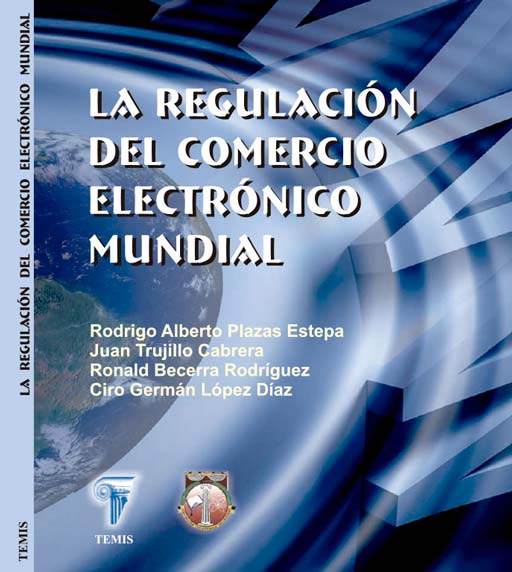 LA REGULACIÓN DEL COMERCIO ELECTRÓNICO MUNDIAL
TEMIS
LA REGULACIÓN
DEL COMERCIO
ELECTRÓNICO
MUNDIAL
Rodrigo Alberto Plazas Estepa
Juan Trujillo Cabrera
Ronald Becerra Rodríguez
Ciro Germán López Díaz
TEMIS